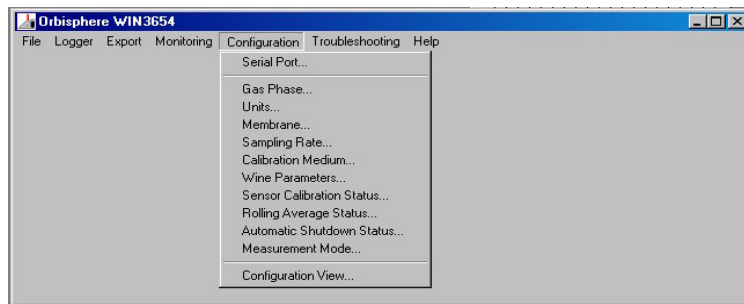 Orbisphere WIN3654
File Logger Export Monitoring Configuration Troubleshooting Help
Serial Port...
Gas Phase...
Units...
Membrane...
Sampling Rate...
Calibration Medium...
Wine Parameters...
Sensor Calibration Status...
Rolling Average Status...
Automatic Shutdown Status...
Measurement Mode...
Configuration View...